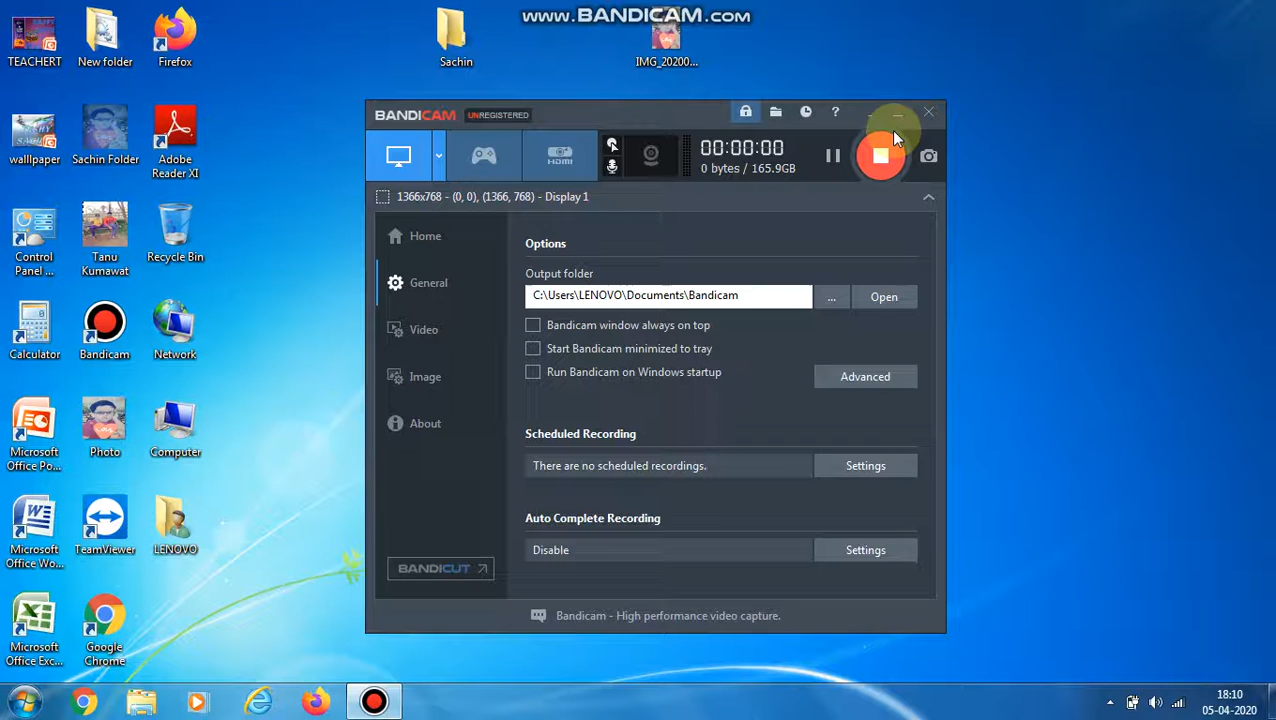 www.BANDICAM.com
TEACHERT
New folder
Firefox
Sachin
IMG_20200...
walllpaper
Sachin Folder
Adobe
Reader XI
Control
Panel ...
Tanu
Kumawat
Recycle Bin
Calculator
Bandicam
Network
Microsoft
Office Po...
Photo
Computer
Microsoft
Office Wo...
TeamViewer
LENOVO
Microsoft
Office Exc...
Google
Chrome
BANDICAM UNREGISTERED
?
HDMI
00:00:00
0 bytes / 165.9GB
1366x768 - (0, 0), (1366, 768) - Display 1
Home
General
Video
Image
About
BANDICUT
Options
Output folder
C:\Users\LENOVO\Documents\Bandicam
... Open
Bandicam window always on top
Start Bandicam minimized to tray
Run Bandicam on Windows startup
Advanced
Scheduled Recording
There are no scheduled recordings. Settings
Auto Complete Recording
Disable Settings
Bandicam - High performance video capture.
18:10
05-04-2020